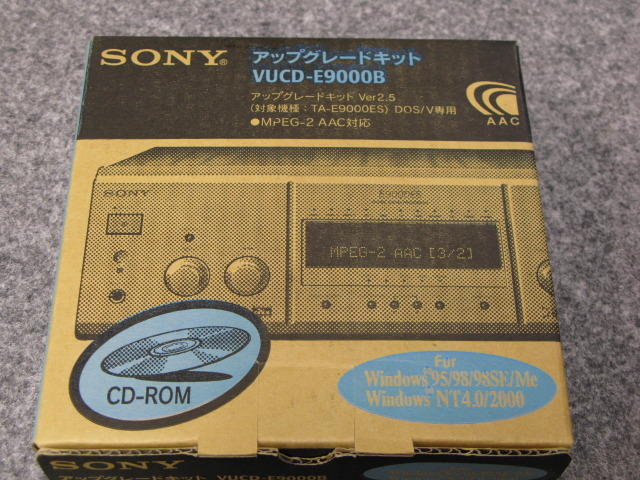 SONY®
アップグレードキット
VUCD-E9000B
アップグレードキット Ver2.5
(対象機種：TA-E9000ES) DOS/V専用
●MPEG-2 AAC対応
AAC
SONY
MPEG-2 AAC [3/2]
CD-ROM
Für
Windows 95/98/98SE/Me
Windows NT4.0/2000
SONY
アップグレードキット VUCD-E9000B